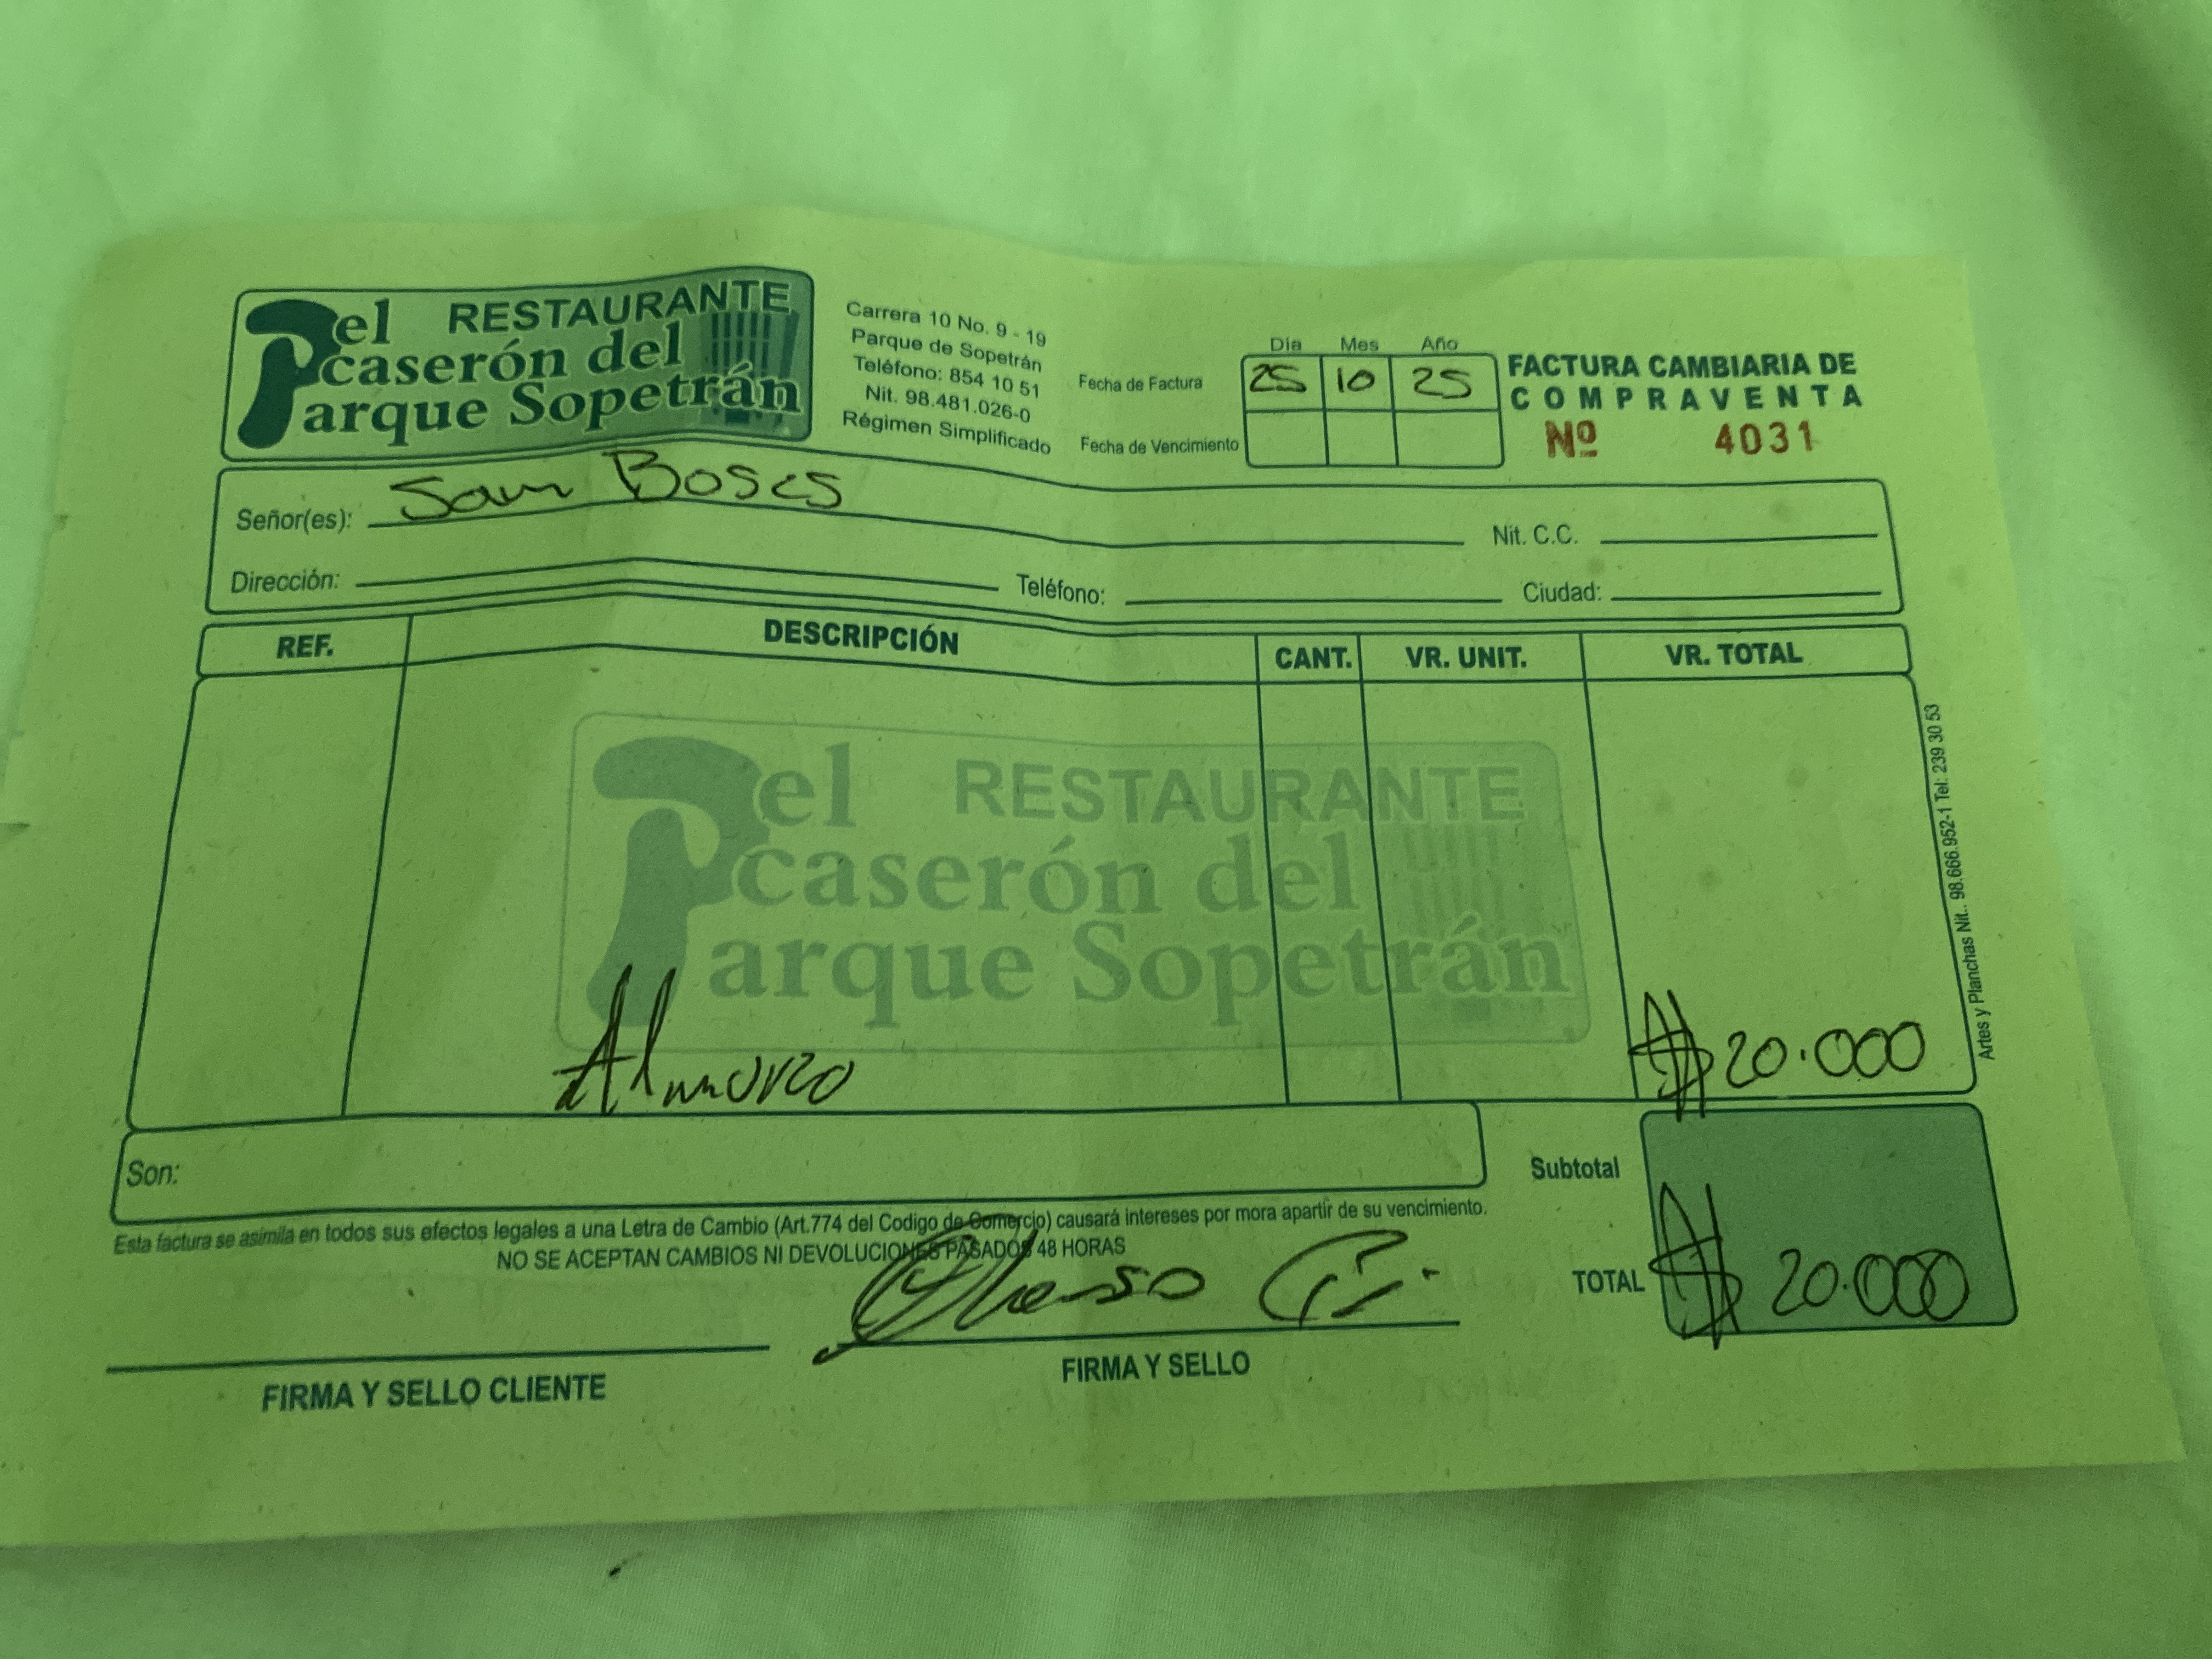 el RESTAURANTE
caserón del
Parque Sopetrán
Carrera 10 No. 9 - 19
Parque de Sopetrán
Teléfono: 854 10 51
Nit. 98.481.026-0
Régimen Simplificado
Día Mes Año
Fecha de Factura 25 10 25
Fecha de Vencimiento
FACTURA CAMBIARIA DE
COMPRAVENTA
Nº 4031
Señor(es): Sam Boscs Nit. C.C.
Dirección: Teléfono: Ciudad:
REF. DESCRIPCIÓN CANT. VR. UNIT. VR. TOTAL
el RESTAURANTE
caserón del
Parque Sopetrán
Almorzo $ 20.000
Artes y Planchas Nit.. 98.666.952-1 Tel: 239 30 53
Son:
Subtotal
Esta factura se asimila en todos sus efectos legales a una Letra de Cambio (Art.774 del Codigo de Comercio) causará intereses por mora apartir de su vencimiento.
NO SE ACEPTAN CAMBIOS NI DEVOLUCIONES PASADOS 48 HORAS
TOTAL $ 20.000
FIRMA Y SELLO CLIENTE
FIRMA Y SELLO